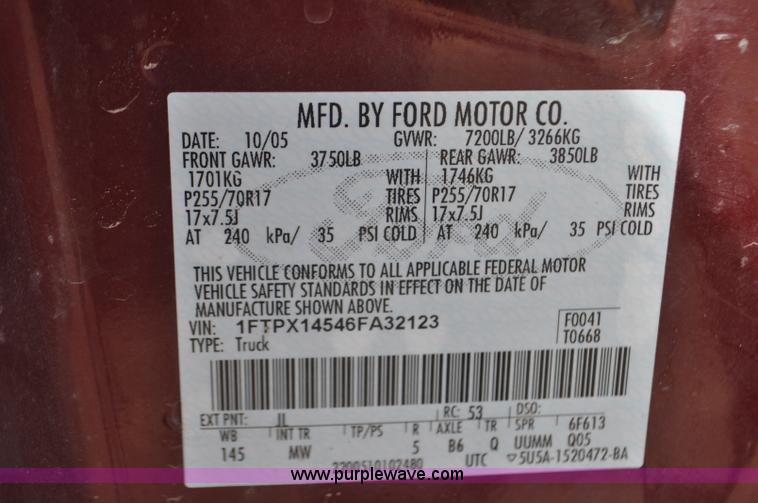 MFD. BY FORD MOTOR CO.
DATE: 10/05 GVWR: 7200LB/ 3266KG
FRONT GAWR: 3750LB REAR GAWR: 3850LB
1701KG WITH 1746KG WITH
P255/70R17 TIRES P255/70R17 TIRES
17x7.5J RIMS 17x7.5J RIMS
AT 240 kPa/ 35 PSI COLD AT 240 kPa/ 35 PSI COLD
Ford
THIS VEHICLE CONFORMS TO ALL APPLICABLE FEDERAL MOTOR
VEHICLE SAFETY STANDARDS IN EFFECT ON THE DATE OF
MANUFACTURE SHOWN ABOVE.
VIN: 1FTPX14546FA32123 F0041
TYPE: Truck T0668
EXT PNT: JL RC: 53 DSO:
WB INT TR TP/PS R AXLE TR SPR 6F613
145 MW 5 B6 Q UUMM Q05
UTC 5U5A-1520472-BA
www.purplewave.com